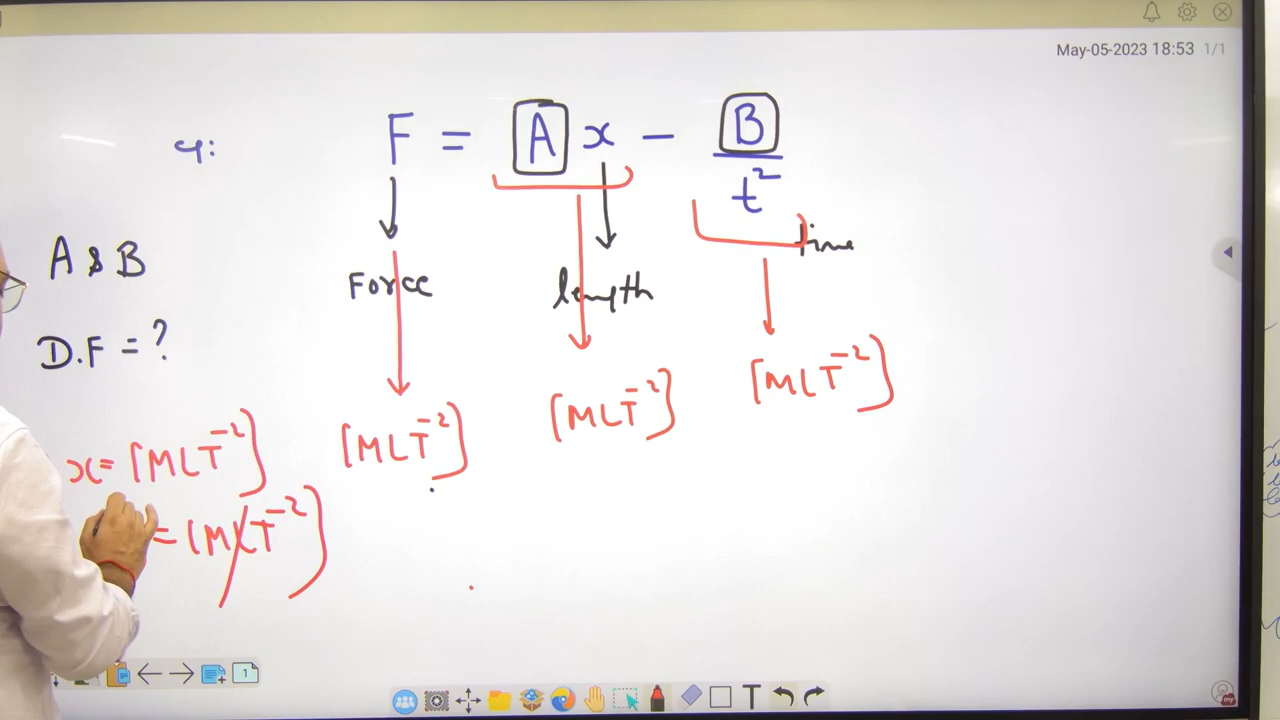 May-05-2023 18:53 1/1
4:
F = A x - B/t²
time
A & B
Force
length
D.F = ?
[MLT⁻²]
[MLT⁻²]
x = [MLT⁻²]
[MLT⁻²]
= [MLT⁻²]
1
T